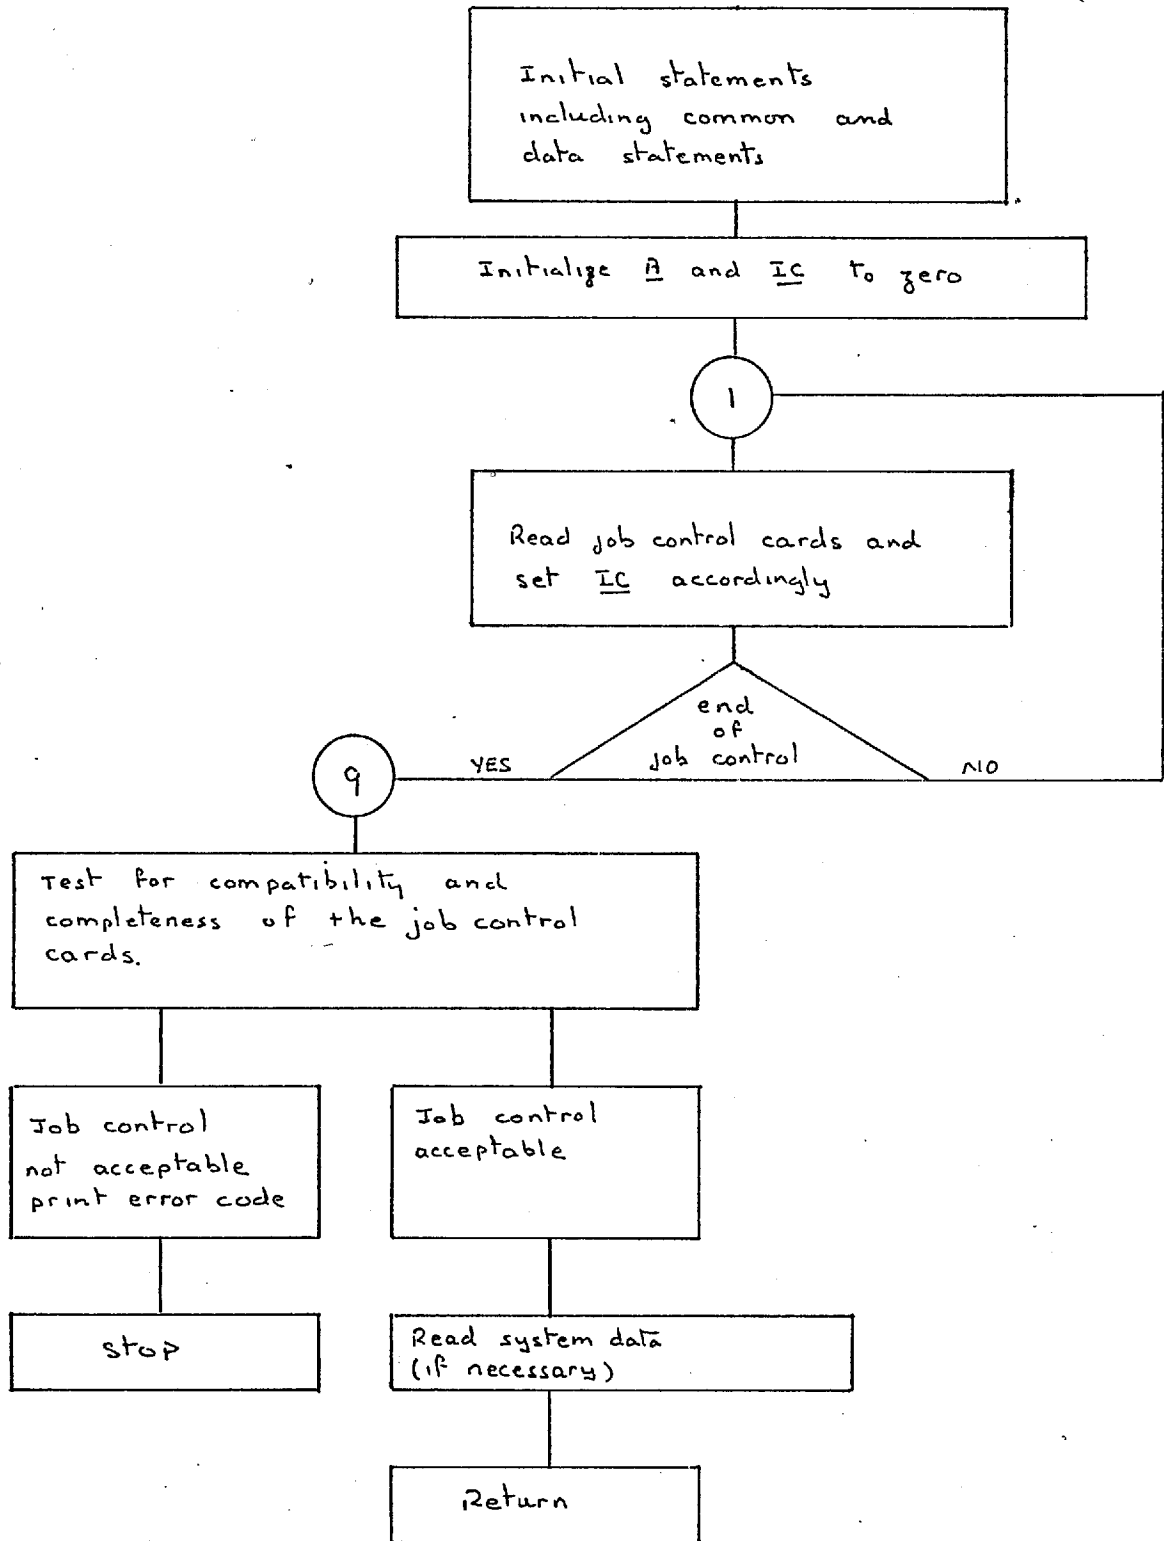 Initial statements
including common and
data statements
Initialize A and IC to zero
1
Read job control cards and
set IC accordingly
end
of
job control
YES
NO
9
Test for compatibility and
completeness of the job control
cards.
Job control
not acceptable
print error code
Job control
acceptable
stop
Read system data
(if necessary)
Return